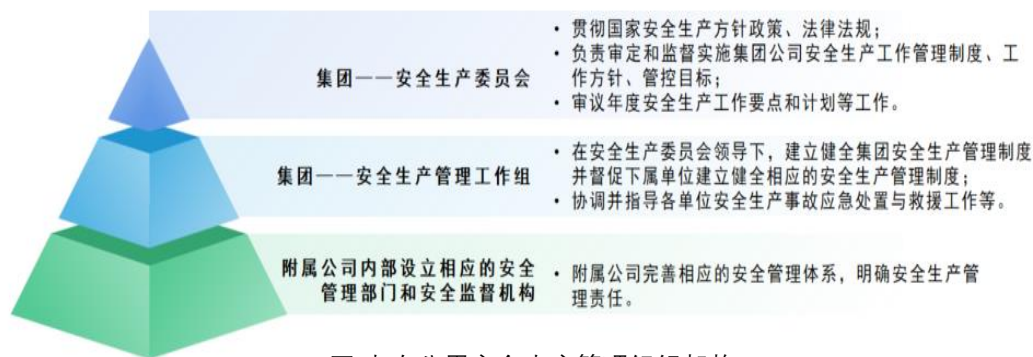 集团——安全生产委员会
• 贯彻国家安全生产方针政策、法律法规；
• 负责审定和监督实施集团公司安全生产工作管理制度、工
作方针、管控目标；
• 审议年度安全生产工作要点和计划等工作。
集团——安全生产管理工作组
• 在安全生产委员会领导下，建立健全集团安全生产管理制度
并督促下属单位建立健全相应的安全生产管理制度；
• 协调并指导各单位安全生产事故应急处置与救援工作等。
附属公司内部设立相应的安全
管理部门和安全监督机构
• 附属公司完善相应的安全管理体系，明确安全生产管
理责任。